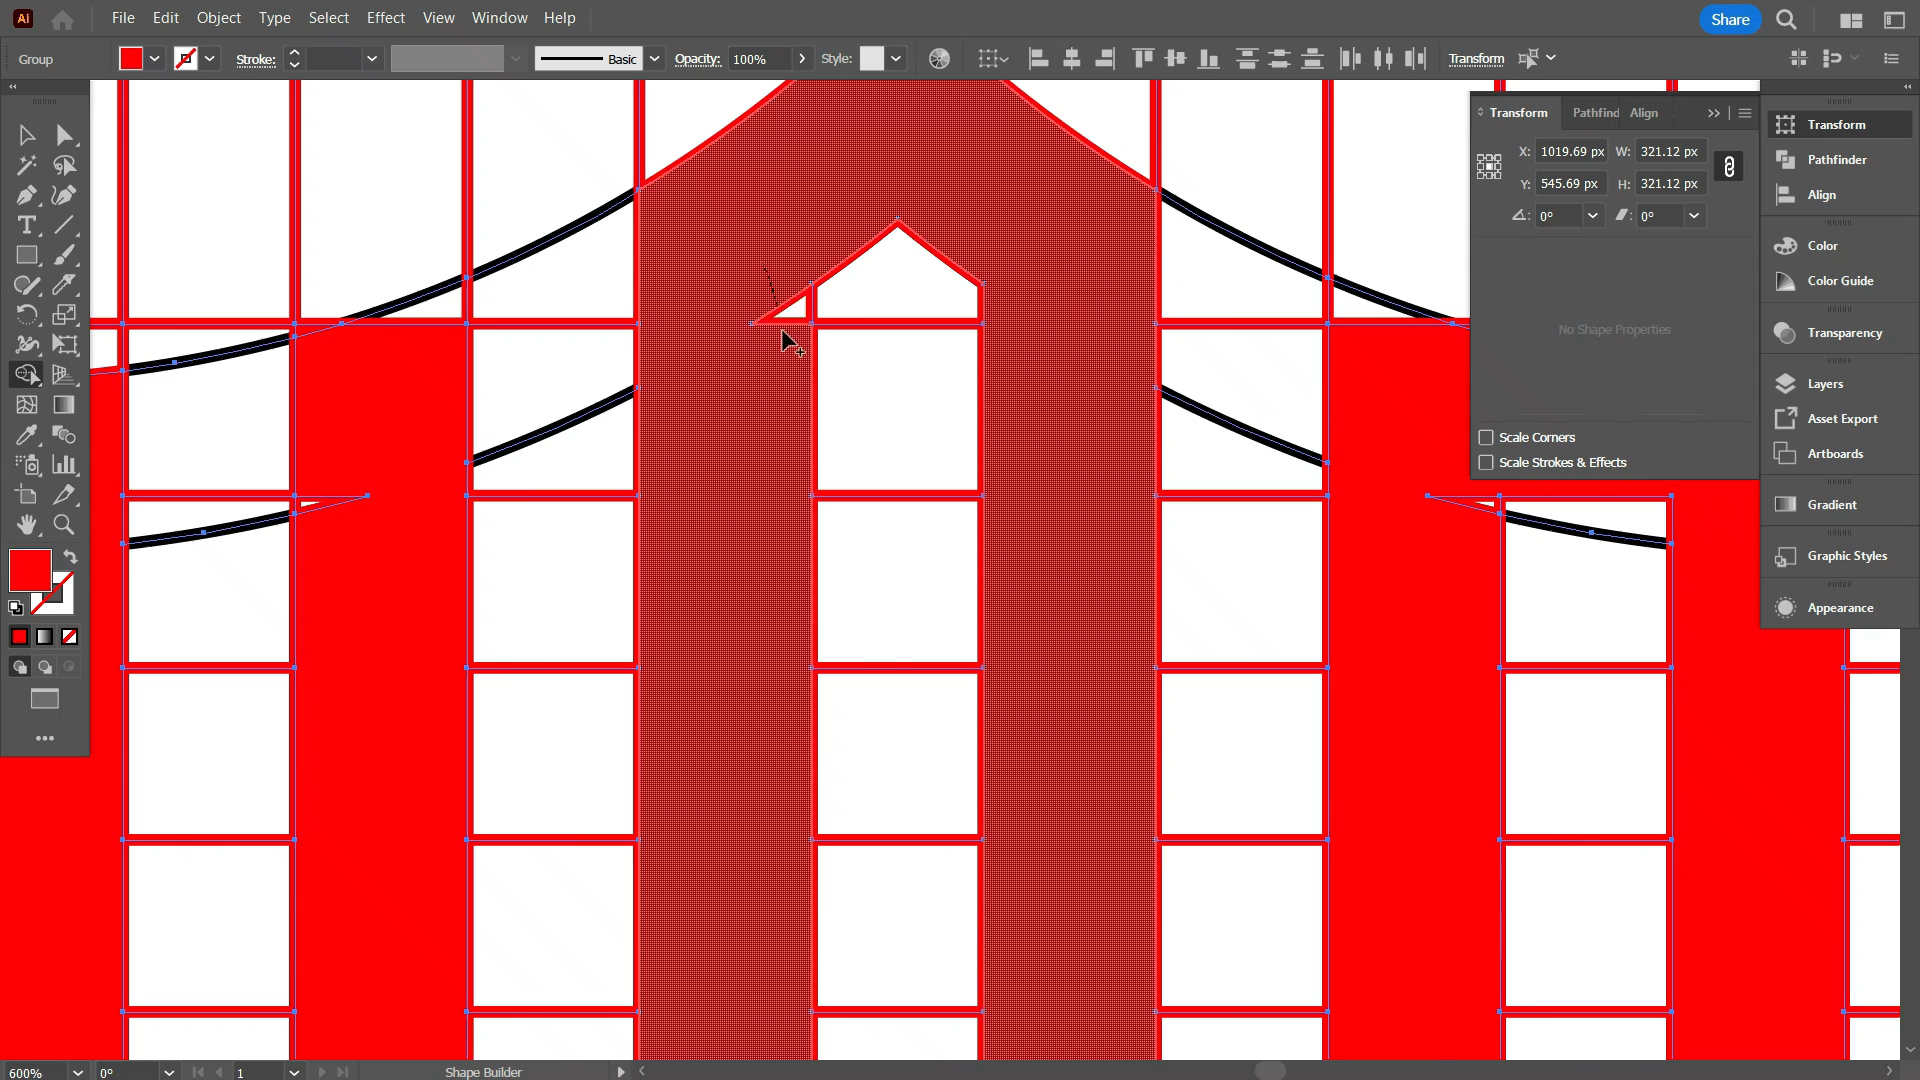 Ai File Edit Object Type Select Effect View Window Help Share
Group Stroke: Basic Opacity: 100% Style: Transform
Transform Pathfind Align
X: 1019.69 px W: 321.12 px
Y: 545.69 px H: 321.12 px
0° 0°
No Shape Properties
Scale Corners
Scale Strokes & Effects
Transform
Pathfinder
Align
Color
Color Guide
Transparency
Layers
Asset Export
Artboards
Gradient
Graphic Styles
Appearance
600% 0° 1 Shape Builder